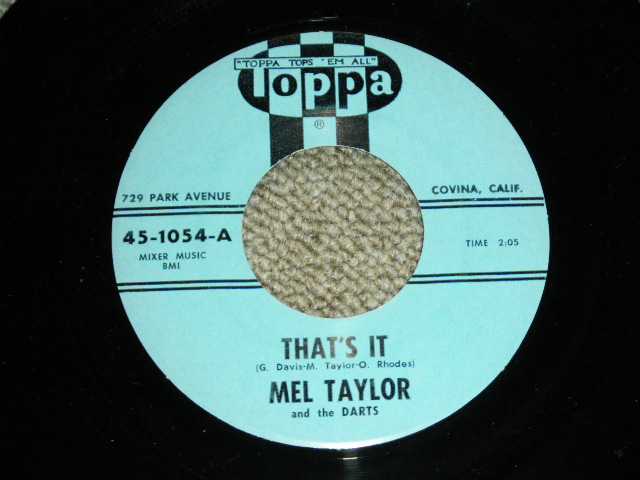 "TOPPA TOPS 'EM ALL"
Toppa
®
729 PARK AVENUE
COVINA, CALIF.
45-1054-A
MIXER MUSIC
BMI
TIME 2:05
THAT'S IT
(G. Davis-M. Taylor-O. Rhodes)
MEL TAYLOR
and the DARTS